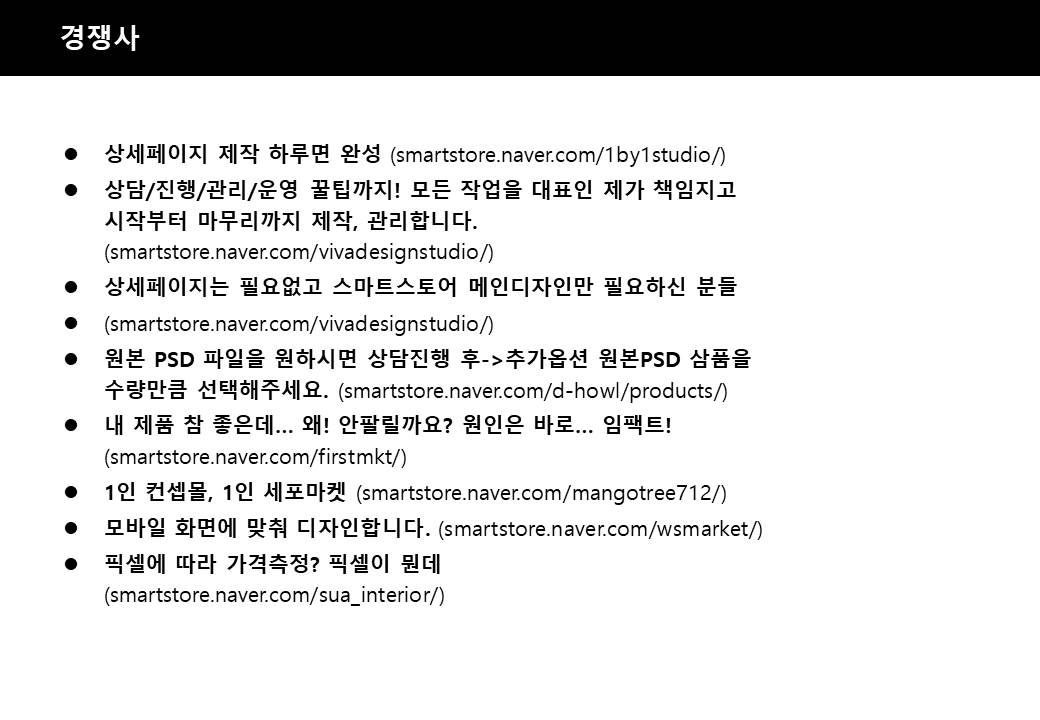 경쟁사
● 상세페이지 제작 하루면 완성 (smartstore.naver.com/1by1studio/)
● 상담/진행/관리/운영 꿀팁까지! 모든 작업을 대표인 제가 책임지고
시작부터 마무리까지 제작, 관리합니다.
(smartstore.naver.com/vivadesignstudio/)
● 상세페이지는 필요없고 스마트스토어 메인디자인만 필요하신 분들
● (smartstore.naver.com/vivadesignstudio/)
● 원본 PSD 파일을 원하시면 상담진행 후->추가옵션 원본PSD 삼품을
수량만큼 선택해주세요. (smartstore.naver.com/d-howl/products/)
● 내 제품 참 좋은데... 왜! 안팔릴까요? 원인은 바로... 임팩트!
(smartstore.naver.com/firstmkt/)
● 1인 컨셉몰, 1인 세포마켓 (smartstore.naver.com/mangotree712/)
● 모바일 화면에 맞춰 디자인합니다. (smartstore.naver.com/wsmarket/)
● 픽셀에 따라 가격측정? 픽셀이 뭔데
(smartstore.naver.com/sua_interior/)